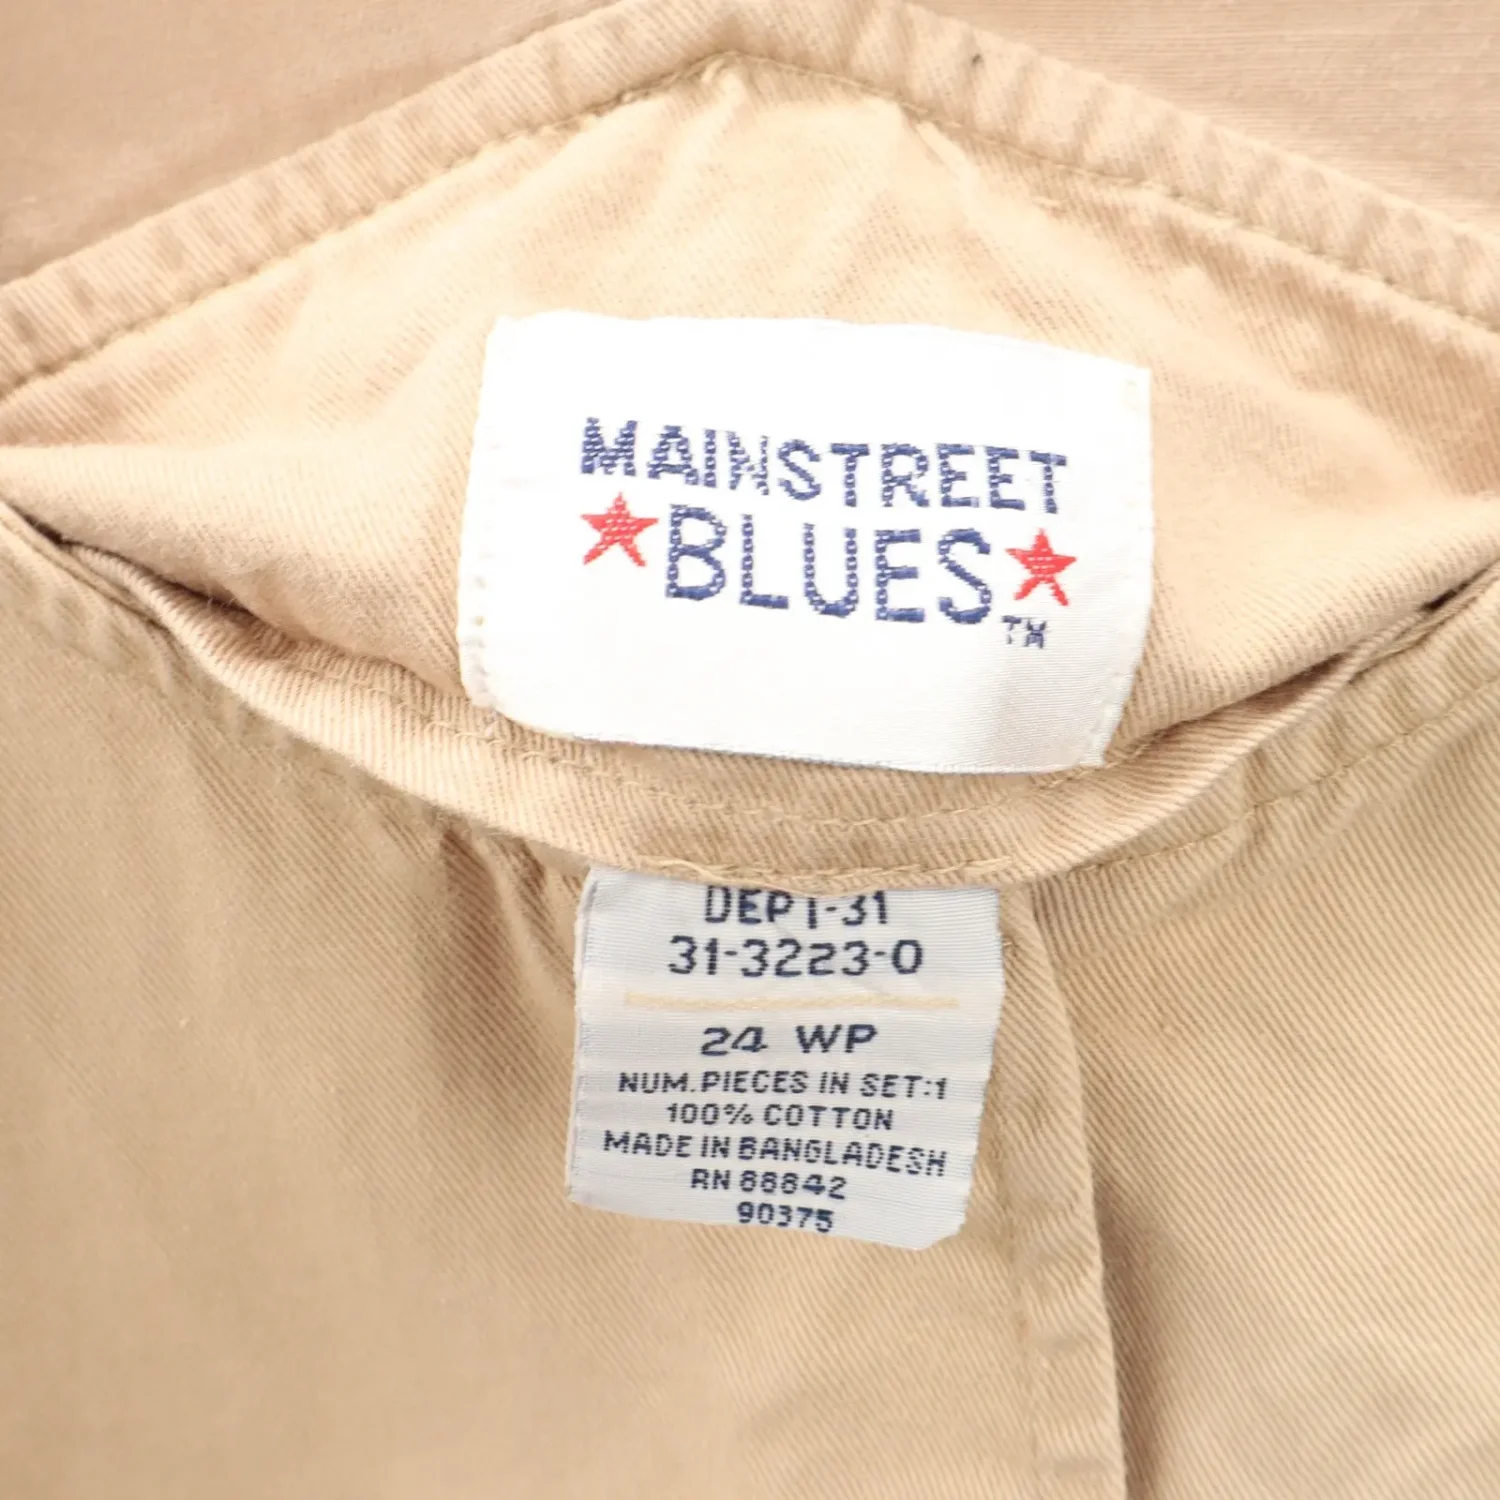 MAINSTREET
BLUES
TM
DEPT-31
31-3223-0
24 WP
NUM.PIECES IN SET:1
100% COTTON
MADE IN BANGLADESH
RN 88842
90375